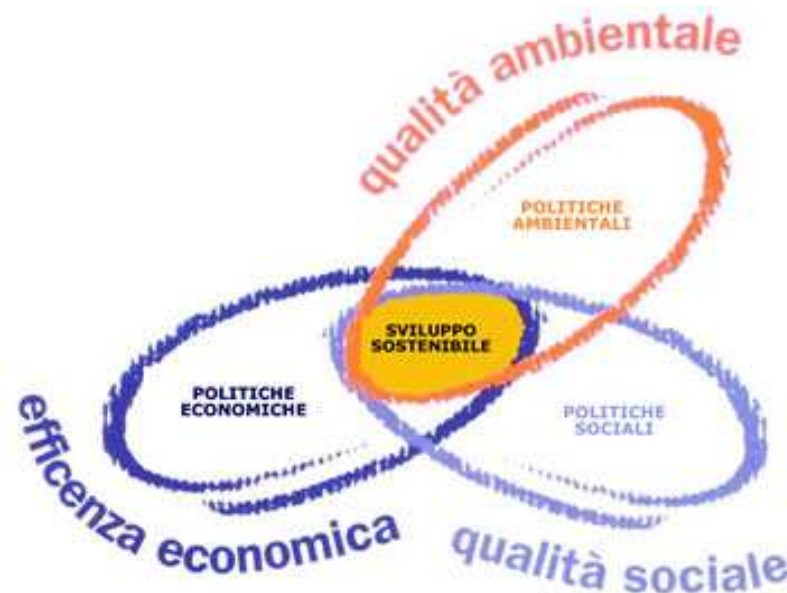 qualità ambientale
POLITICHE
AMBIENTALI
SVILUPPO
SOSTENIBILE
POLITICHE
ECONOMICHE
POLITICHE
SOCIALI
efficenza economica
qualità sociale